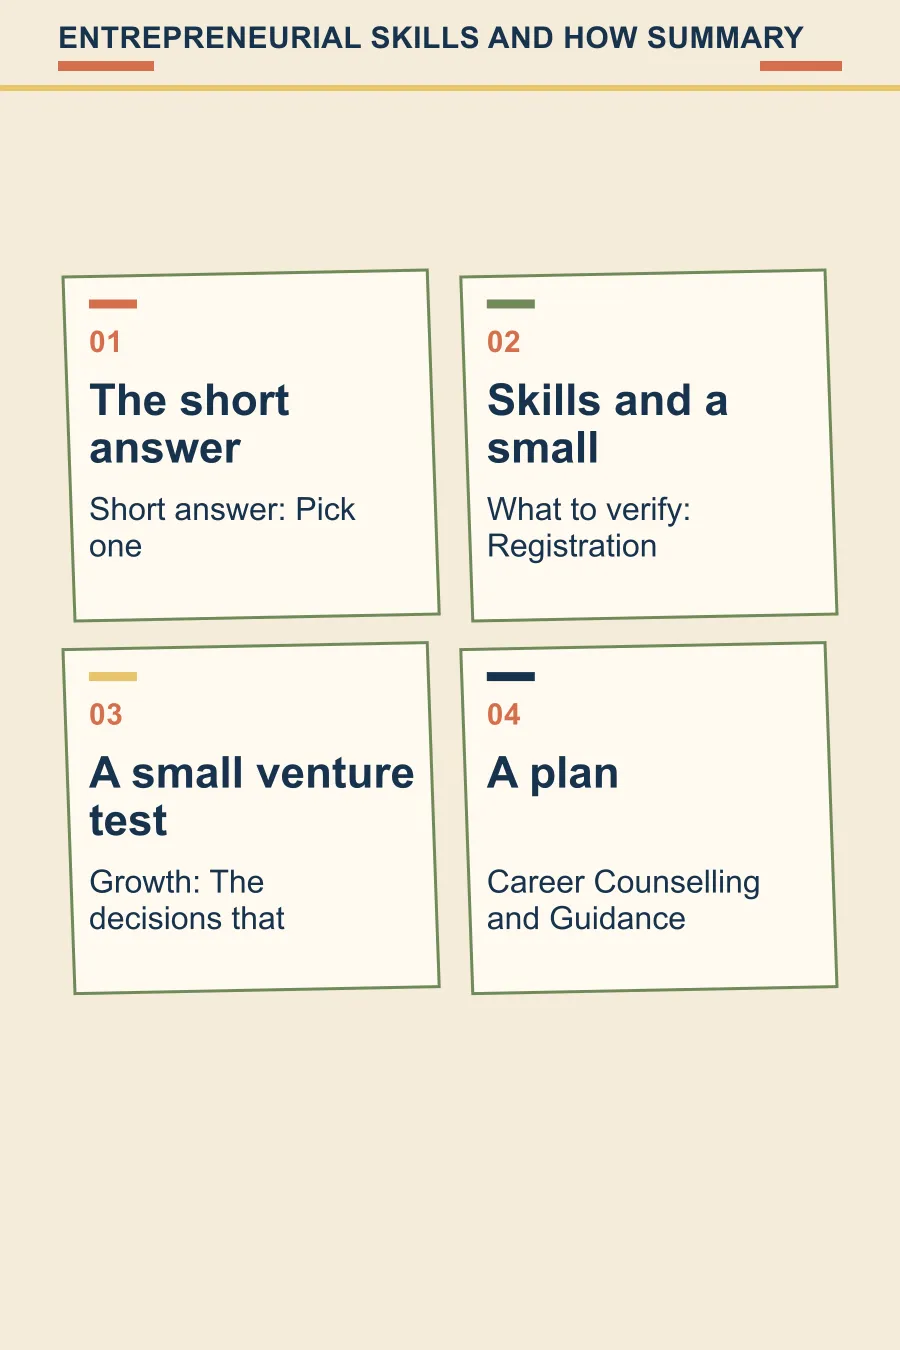 ENTREPRENEURIAL SKILLS AND HOW SUMMARY
01
The short
answer
Short answer: Pick
one
02
Skills and a
small
What to verify:
Registration
03
A small venture
test
Growth: The
decisions that
04
A plan
Career Counselling
and Guidance